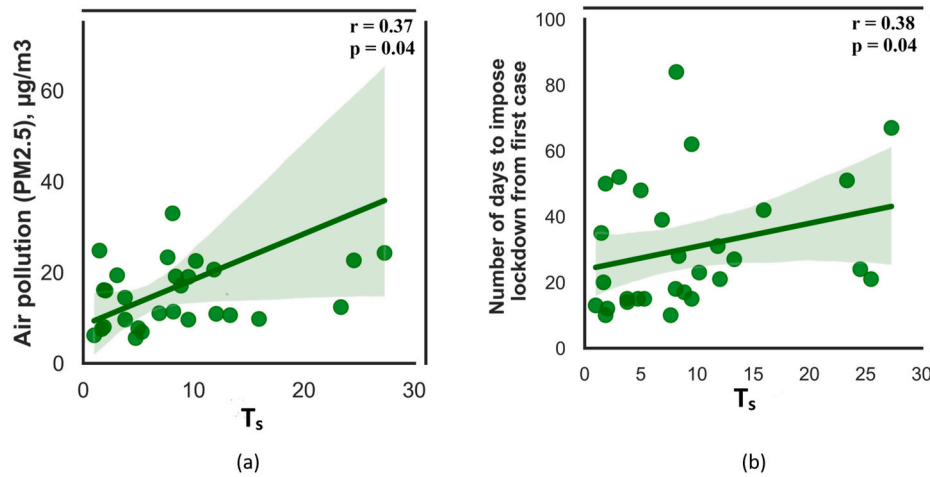 r = 0.37
p = 0.04
Air pollution (PM2.5), µg/m3
60
40
20
0
0 10 20 30
Ts
(a)
r = 0.38
p = 0.04
Number of days to impose
lockdown from first case
100
80
60
40
20
0
0 5 10 15 20 25 30
Ts
(b)